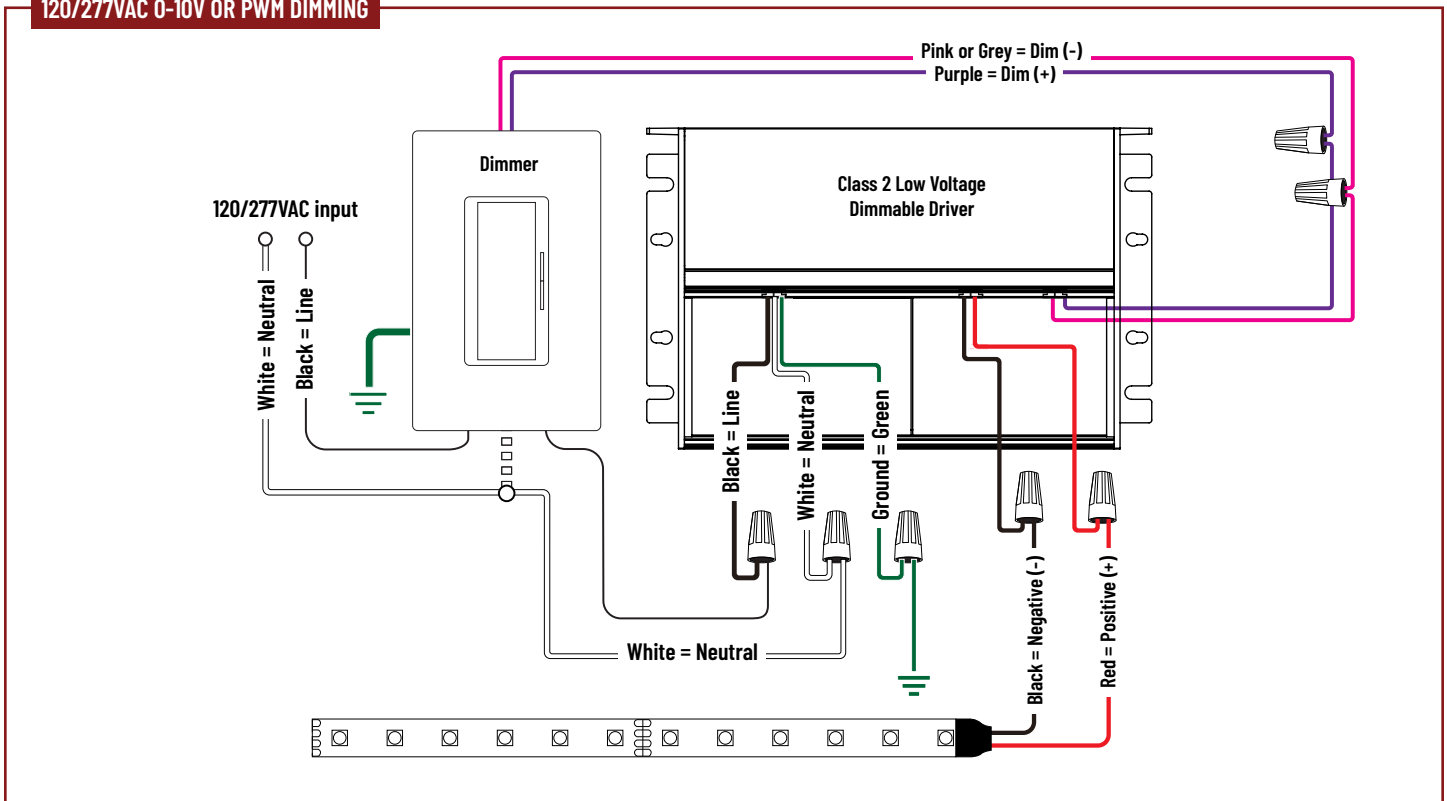 120/277VAC 0-10V OR PWM DIMMING
Pink or Grey = Dim (-)
Purple = Dim (+)
Dimmer
Class 2 Low Voltage
Dimmable Driver
120/277VAC input
White = Neutral
Black = Line
Black = Line
White = Neutral
Ground = Green
Black = Negative (-)
Red = Positive (+)
White = Neutral